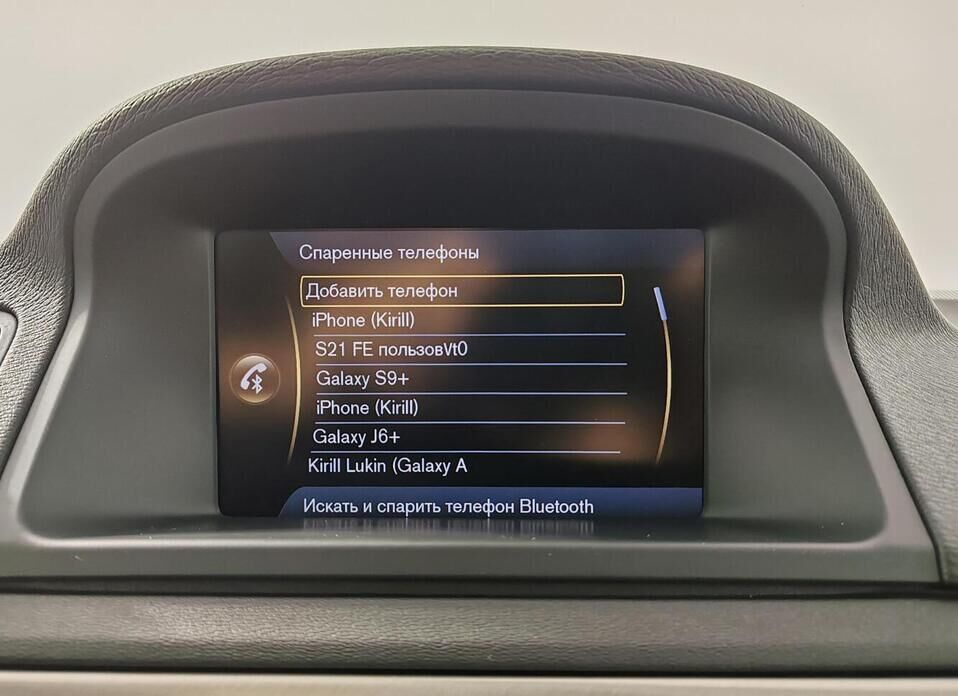 Спаренные телефоны
Добавить телефон
iPhone (Kirill)
S21 FE пользовVt0
Galaxy S9+
iPhone (Kirill)
Galaxy J6+
Kirill Lukin (Galaxy A
Искать и спарить телефон Bluetooth